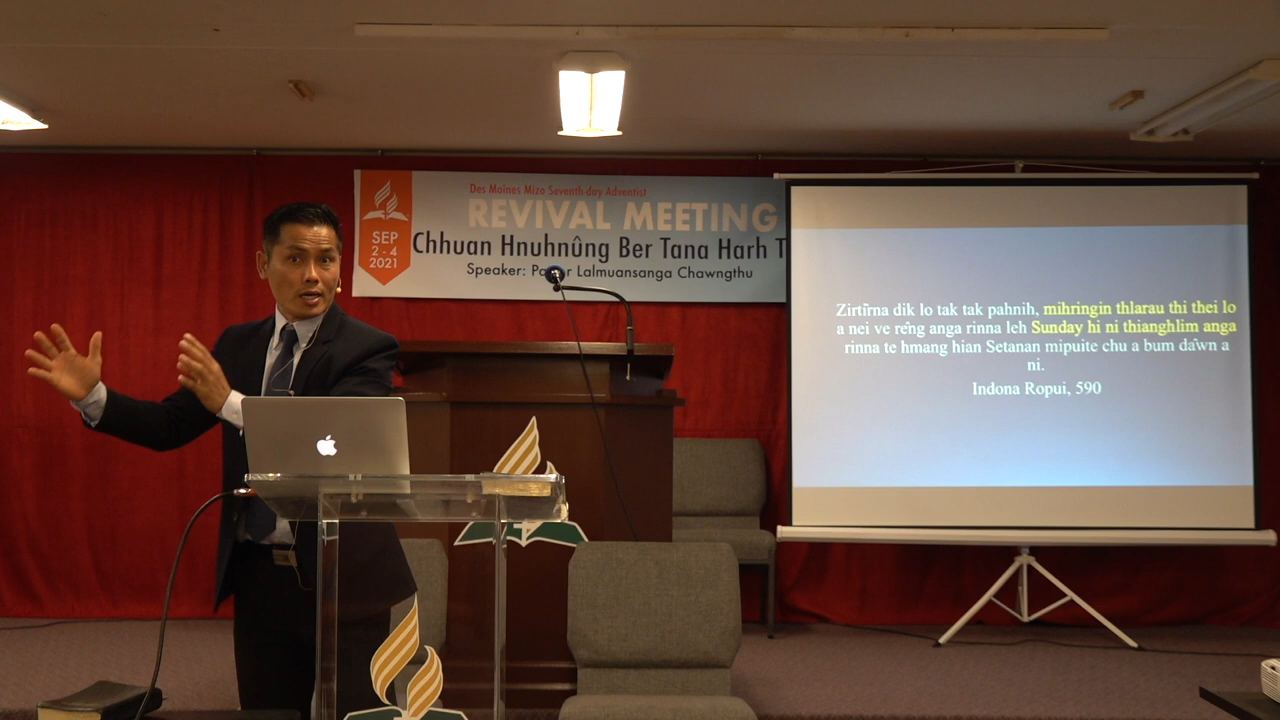 Des Moines Mizo Seventh-day Adventist
REVIVAL MEETING
SEP
2 - 4
2021
Chhuan Hnuhnûng Ber Tana Harh T
Speaker: Pa or Lalmuansanga Chawngthu
Zirtîrna dik lo tak tak pahnih, mihringin thlarau thi thei lo
a nei ve rêng anga rinna leh Sunday hi ni thianghlim anga
rinna te hmang hian Setanan mipuite chu a bum dâwn a
ni.
Indona Ropui, 590